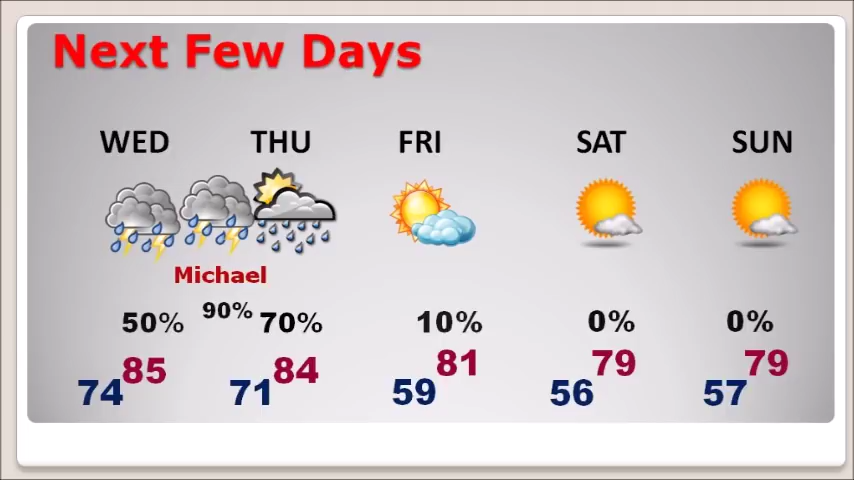 Next Few Days
WED THU FRI SAT SUN
Michael
50% 90% 70% 10% 0% 0%
85 84 81 79 79
74 71 59 56 57